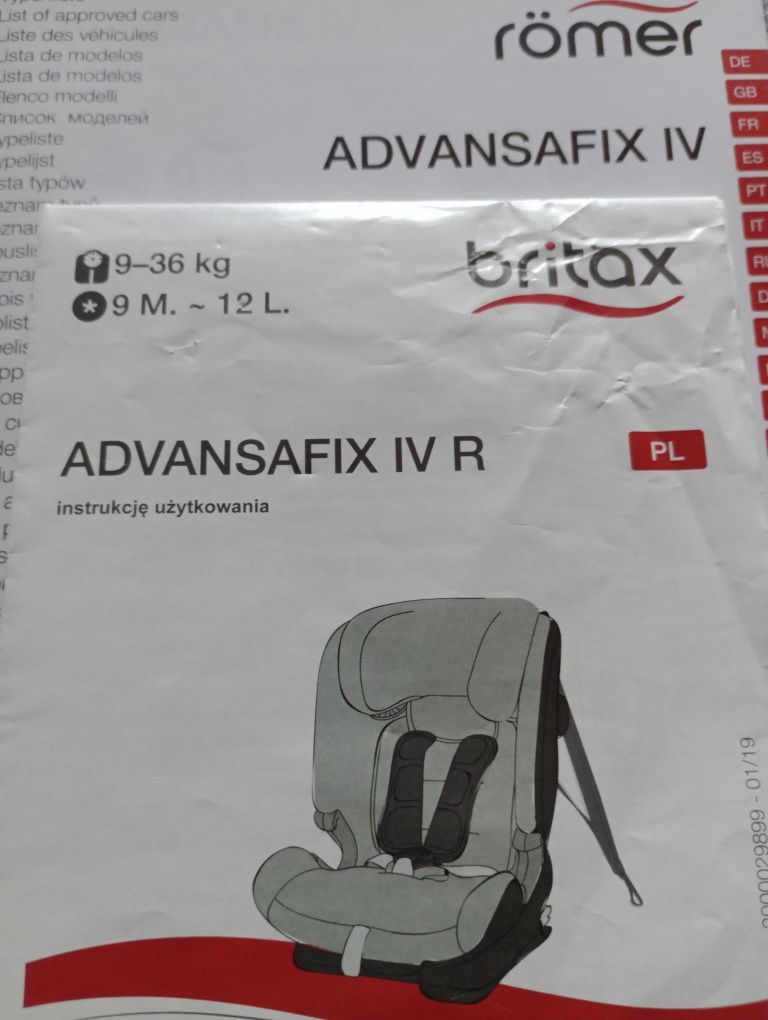 List of approved cars
Liste des véhicules
Lista de modelos
Lista de modelos
Elenco modelli
Список моделей
römer
ADVANSAFIX IV
DE
GB
FR
ES
PT
IT
9–36 kg
9 M. ~ 12 L.
britax
ADVANSAFIX IV R
PL
instrukcję użytkowania
2000029899 - 01/19